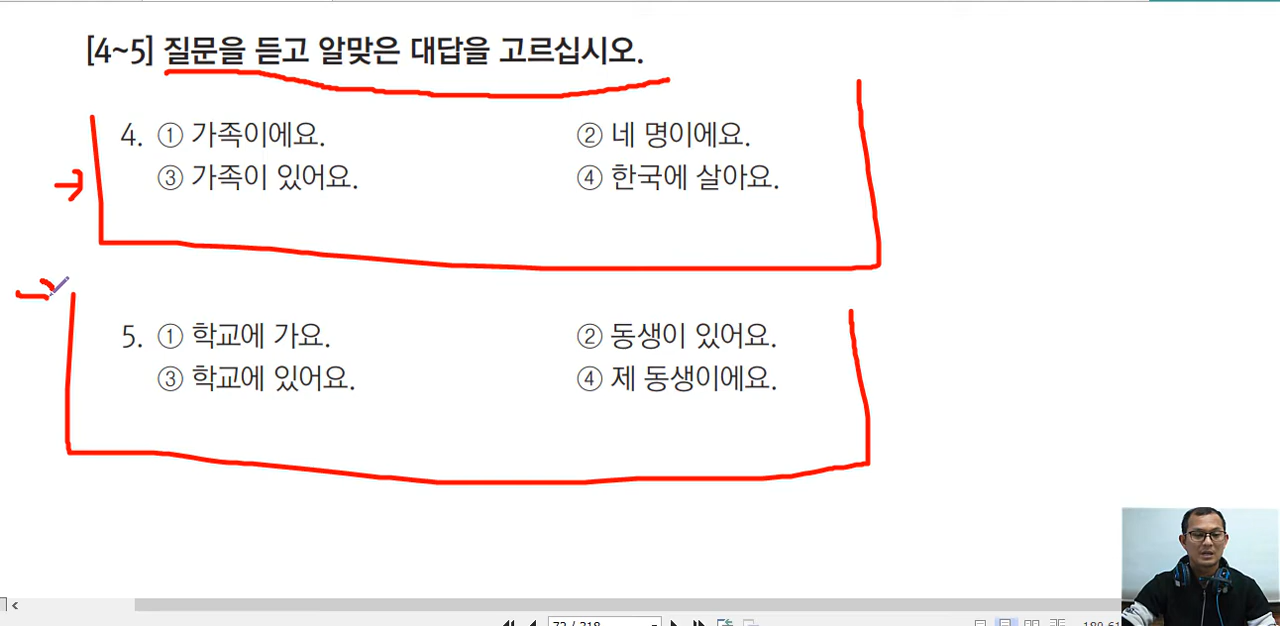 [4~5] 질문을 듣고 알맞은 대답을 고르십시오.
4. ① 가족이에요. ② 네 명이에요.
③ 가족이 있어요. ④ 한국에 살아요.
5. ① 학교에 가요. ② 동생이 있어요.
③ 학교에 있어요. ④ 제 동생이에요.